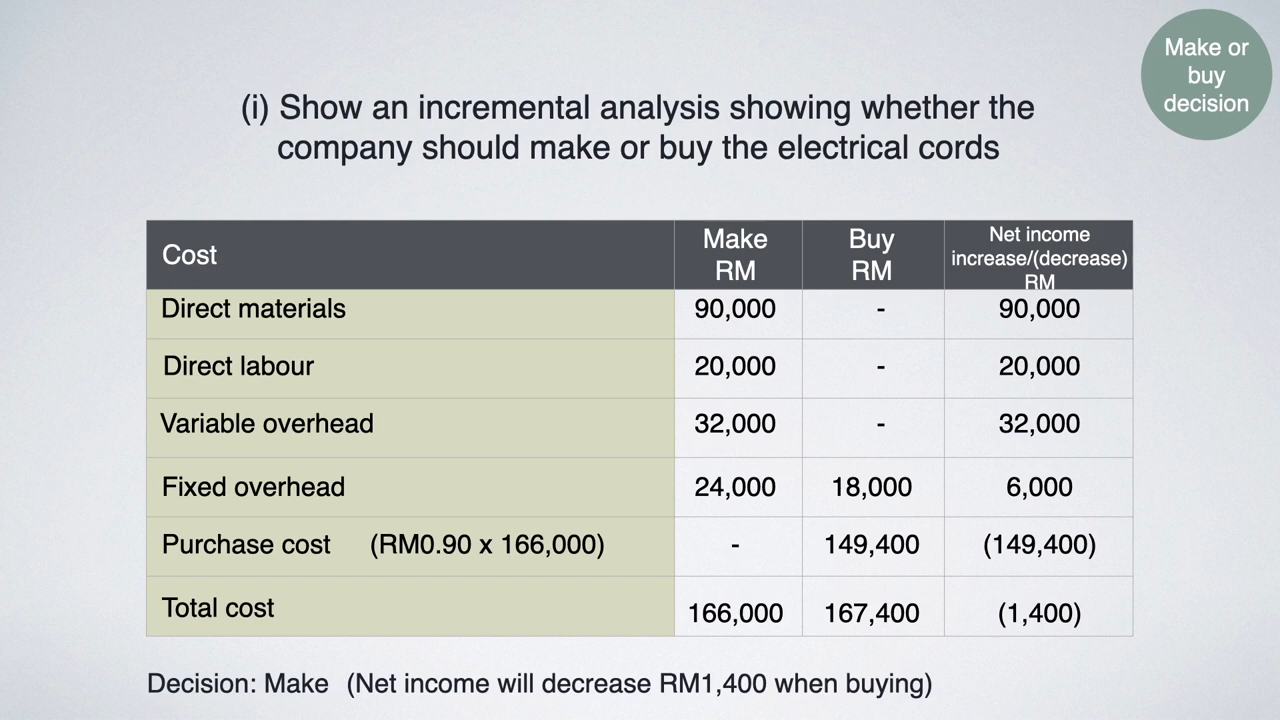 Make or
buy
decision
(i) Show an incremental analysis showing whether the
company should make or buy the electrical cords
Cost
Make
RM
Buy
RM
Net income
increase/(decrease)
RM
Direct materials 90,000 - 90,000
Direct labour 20,000 - 20,000
Variable overhead 32,000 - 32,000
Fixed overhead 24,000 18,000 6,000
Purchase cost (RM0.90 x 166,000) - 149,400 (149,400)
Total cost 166,000 167,400 (1,400)
Decision: Make (Net income will decrease RM1,400 when buying)